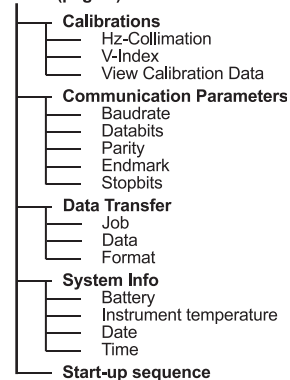 Calibrations
Hz-Collimation
V-Index
View Calibration Data
Communication Parameters
Baudrate
Databits
Parity
Endmark
Stopbits
Data Transfer
Job
Data
Format
System Info
Battery
Instrument temperature
Date
Time
Start-up sequence